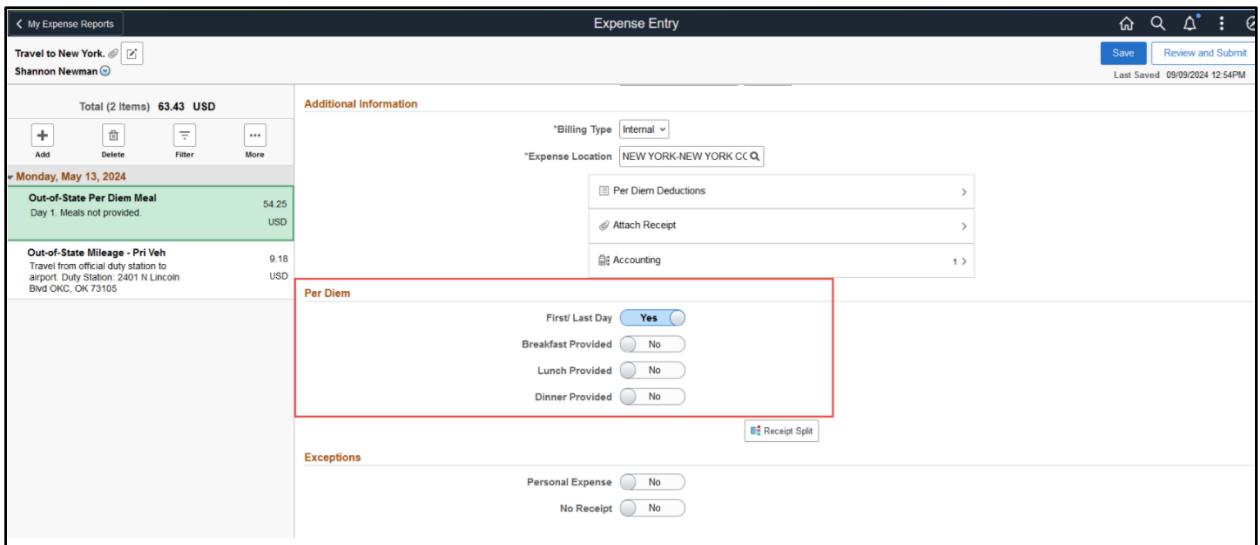 My Expense Reports
Expense Entry
Travel to New York.
Shannon Newman
Save
Review and Submit
Last Saved 09/09/2024 12:54PM
Total (2 Items) 63.43 USD
Add
Delete
Filter
More
Monday, May 13, 2024
Out-of-State Per Diem Meal
Day 1. Meals not provided.
54.25
USD
Out-of-State Mileage - Pri Veh
Travel from official duty station to
airport. Duty Station: 2401 N Lincoln
Blvd OKC, OK 73105
9.18
USD
Additional Information
*Billing Type Internal
*Expense Location NEW YORK-NEW YORK CC
Per Diem Deductions
Attach Receipt
Accounting 1
Per Diem
First/ Last Day Yes
Breakfast Provided No
Lunch Provided No
Dinner Provided No
Receipt Split
Exceptions
Personal Expense No
No Receipt No